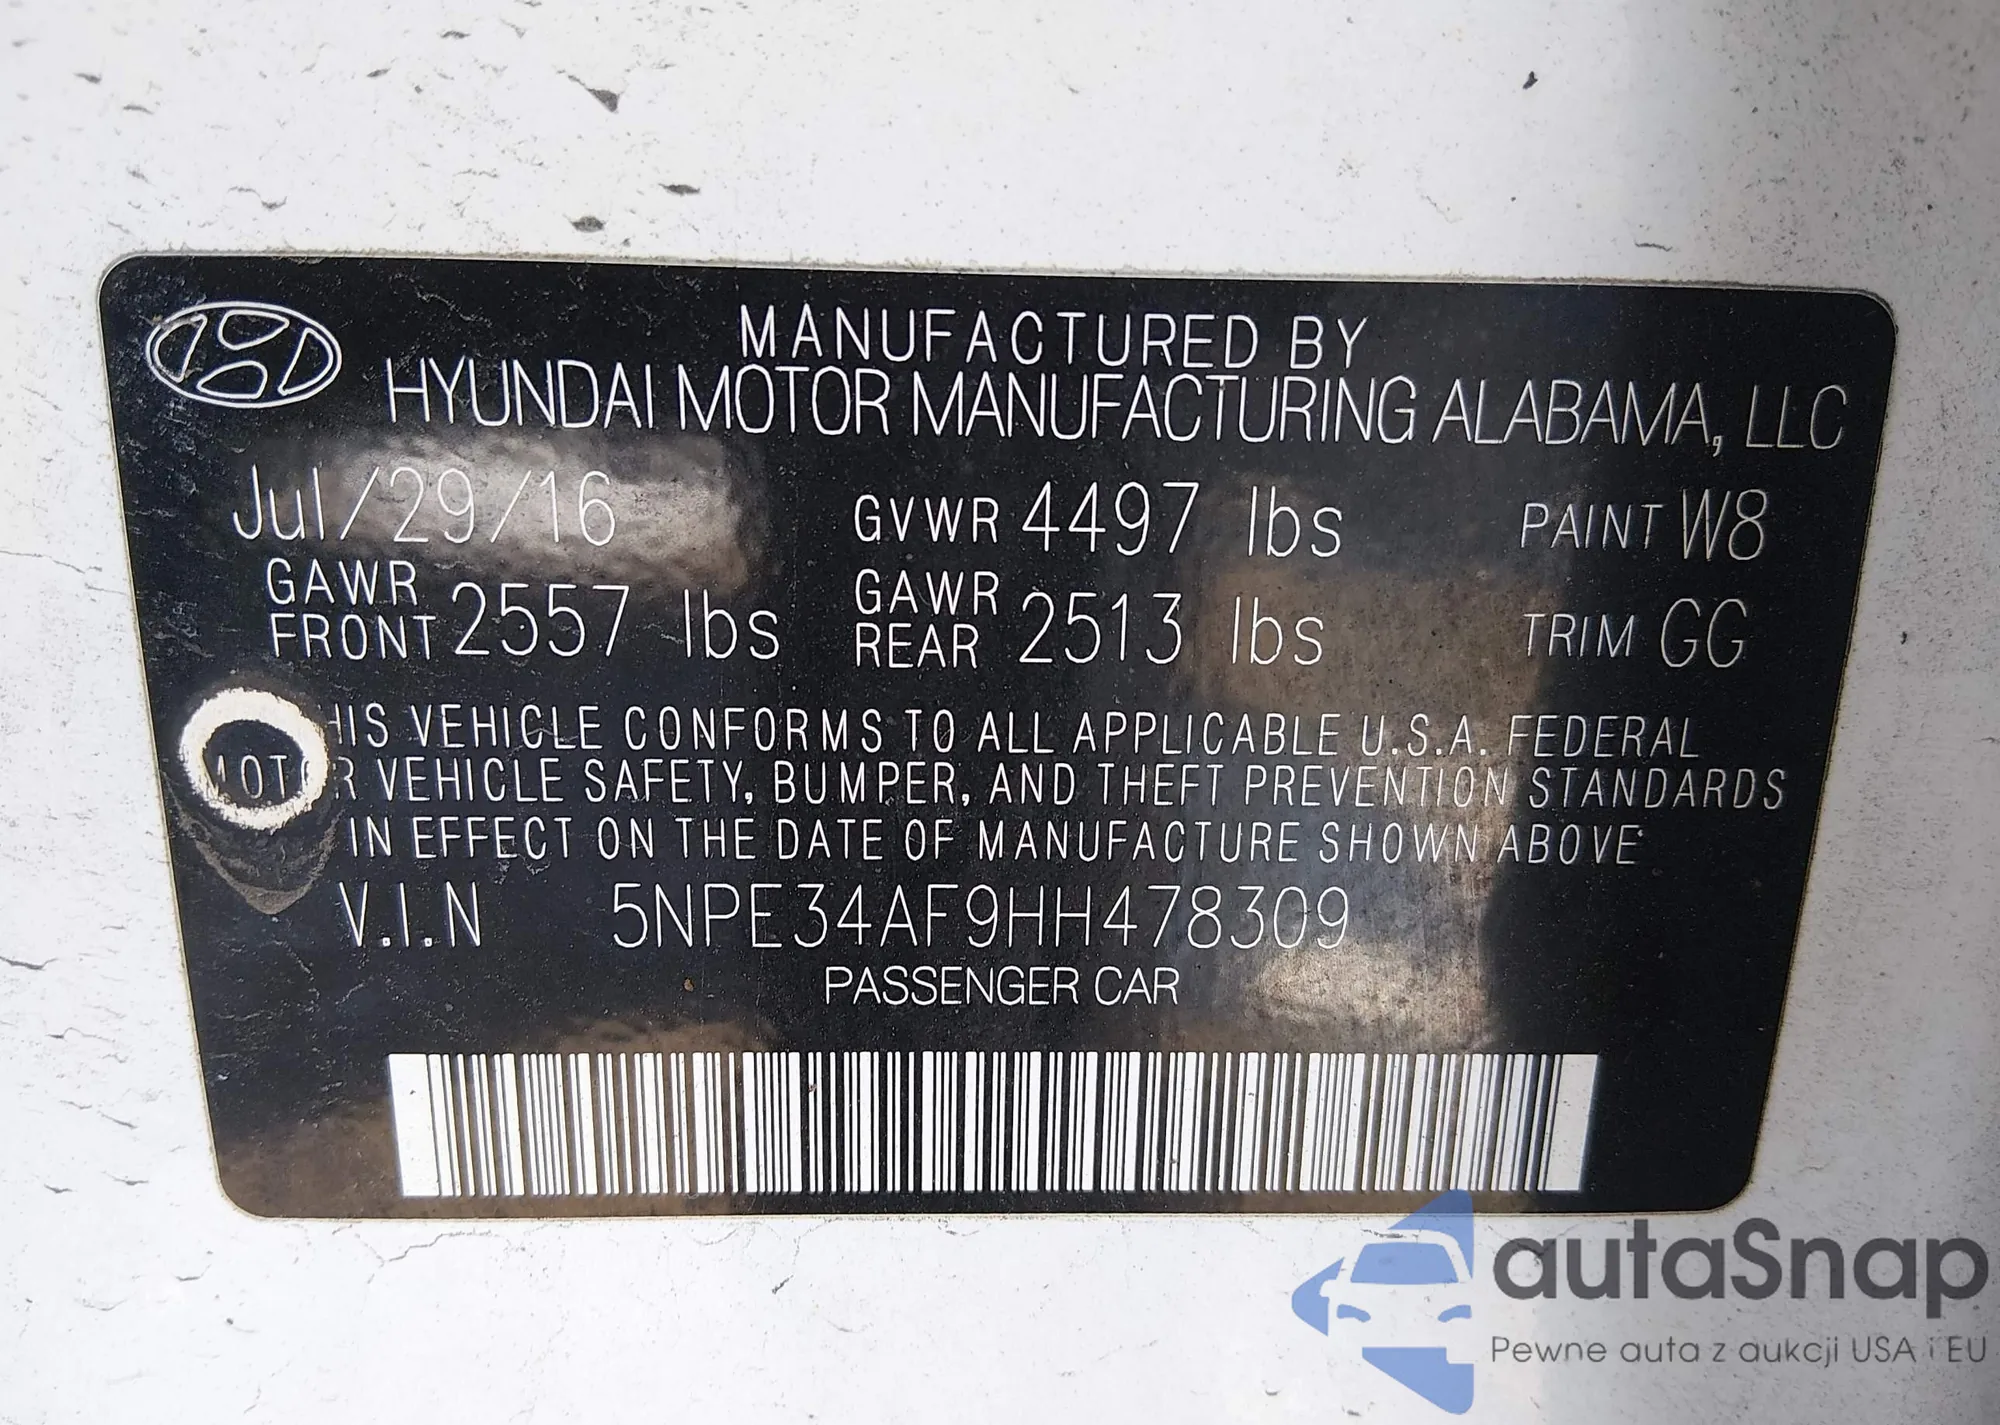 MANUFACTURED BY
HYUNDAI MOTOR MANUFACTURING ALABAMA, LLC
Jul/29/16 GVWR 4497 lbs PAINT W8
GAWR FRONT 2557 lbs GAWR REAR 2513 lbs TRIM GG
HIS VEHICLE CONFORMS TO ALL APPLICABLE U.S.A. FEDERAL
MOTOR VEHICLE SAFETY, BUMPER, AND THEFT PREVENTION STANDARDS
IN EFFECT ON THE DATE OF MANUFACTURE SHOWN ABOVE
V.I.N 5NPE34AF9HH478309
PASSENGER CAR
autaSnap
Pewne auta z aukcji USA i EU